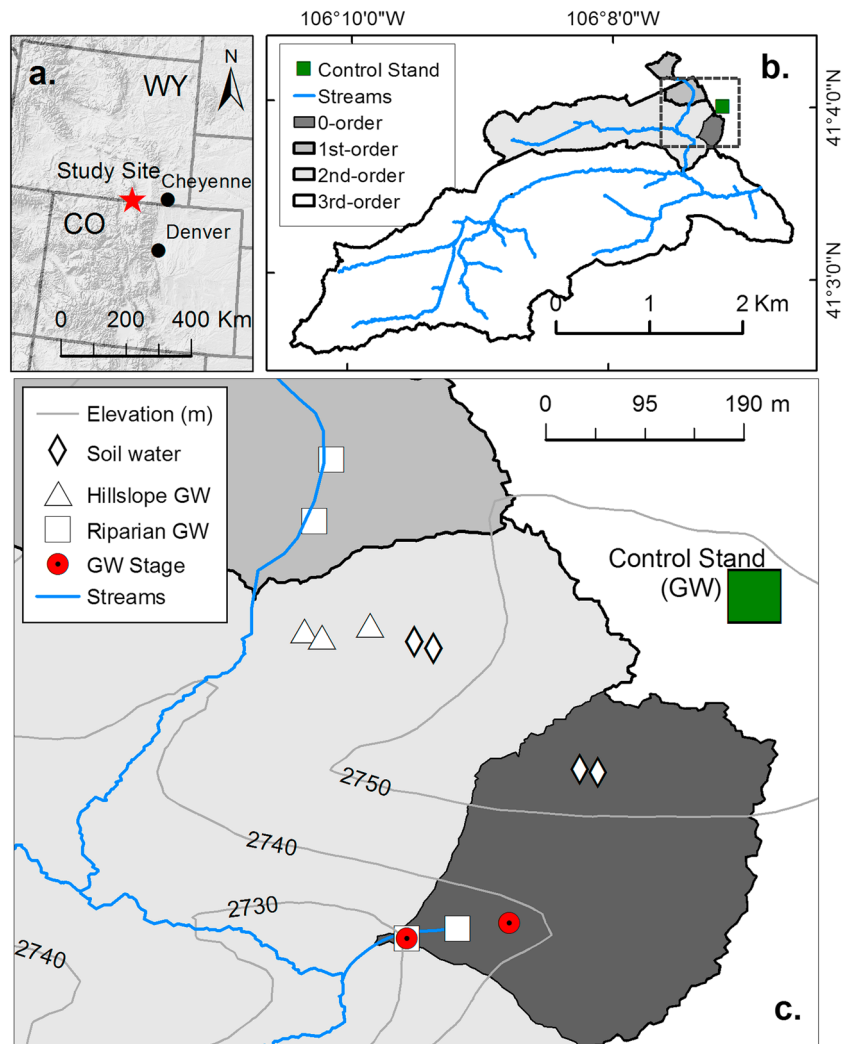 106°10'0"W
106°8'0"W
a.
WY
N
Study Site
Cheyenne
CO
Denver
0 200 400 Km
b.
Control Stand
Streams
0-order
1st-order
2nd-order
3rd-order
0 1 2 Km
41°4'0"N
41°3'0"N
Elevation (m)
Soil water
Hillslope GW
Riparian GW
GW Stage
Streams
0 95 190 m
Control Stand
(GW)
2750
2740
2730
2740
c.